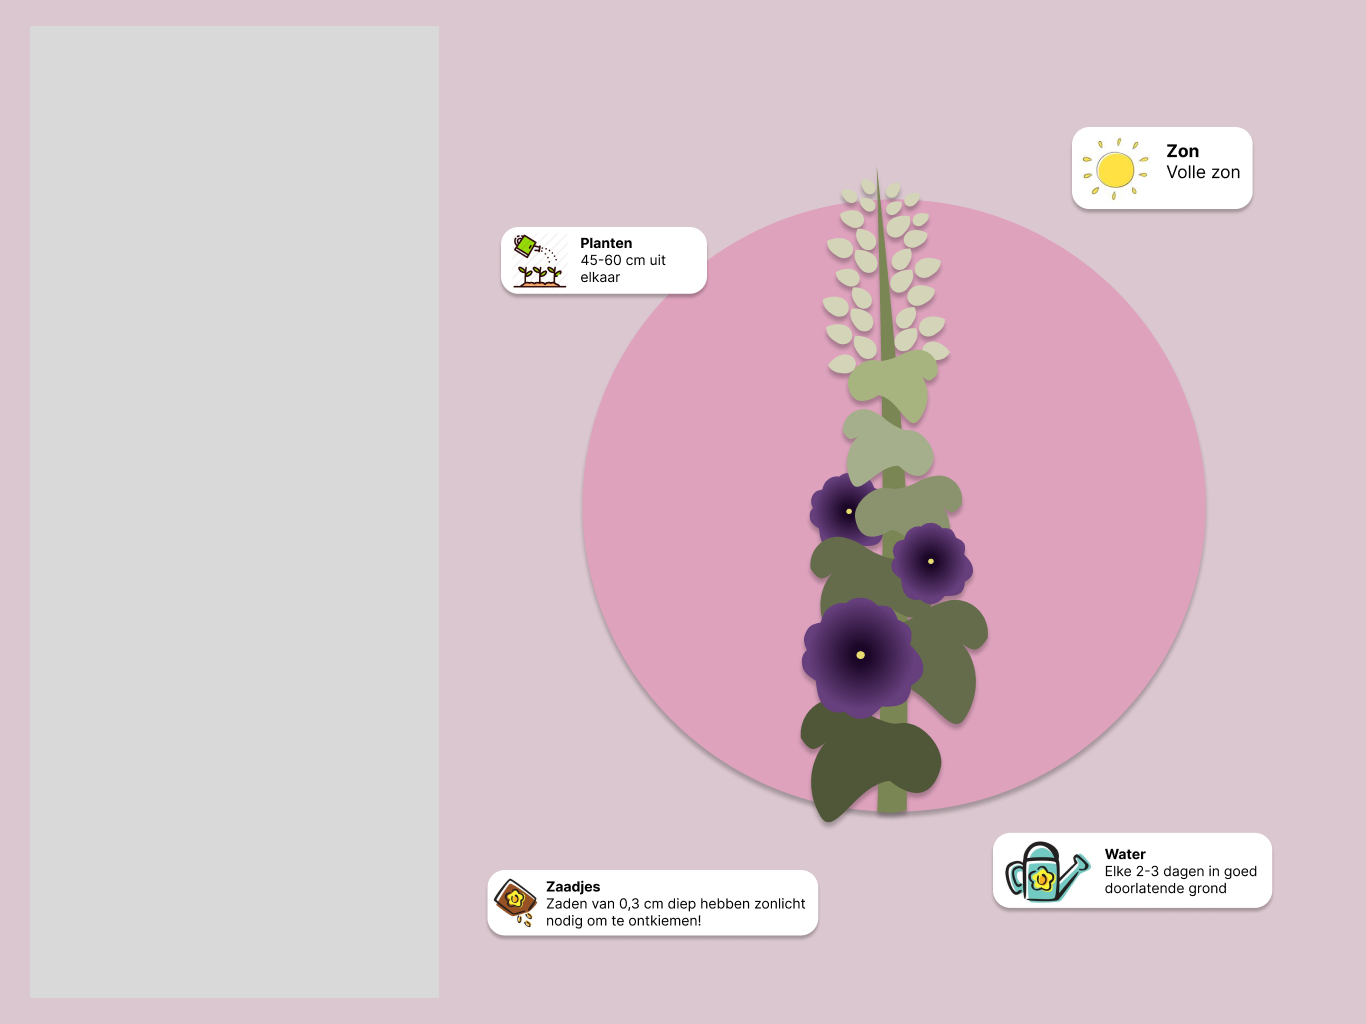 Zon
Volle zon
Planten
45-60 cm uit
elkaar
Water
Elke 2-3 dagen in goed
doorlatende grond
Zaadjes
Zaden van 0,3 cm diep hebben zonlicht
nodig om te ontkiemen!